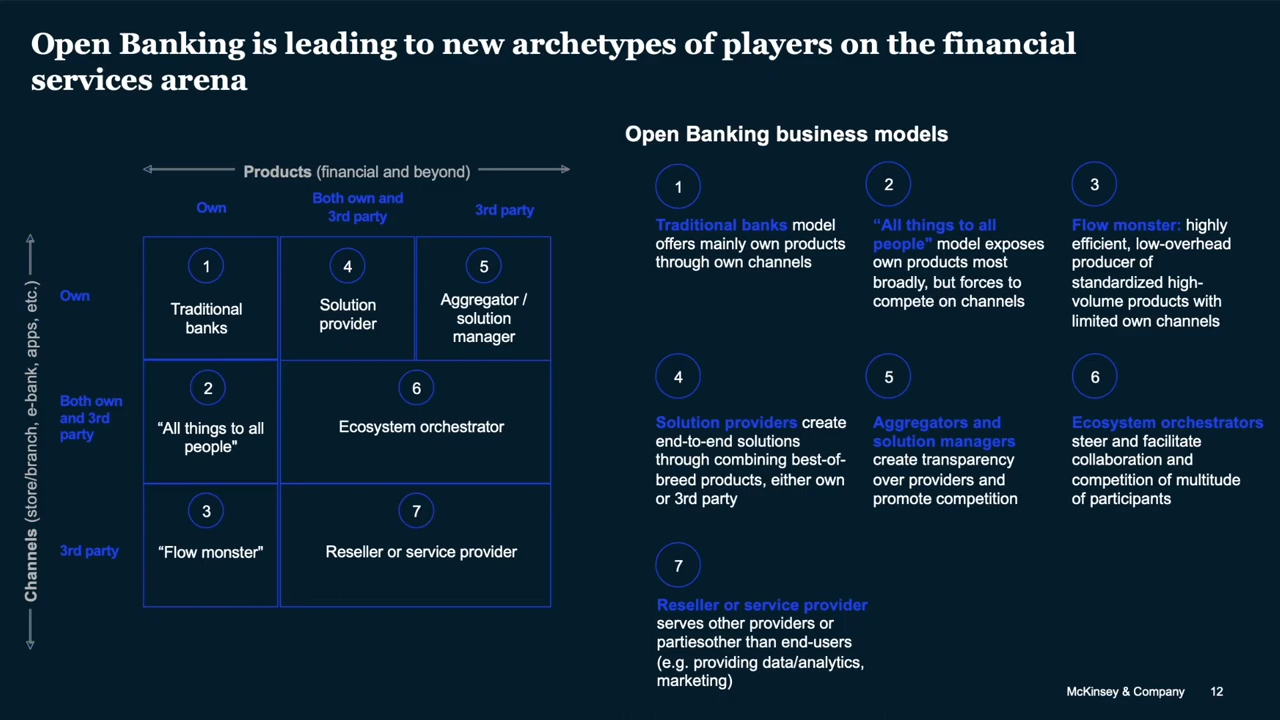 Open Banking is leading to new archetypes of players on the financial
services arena
Products (financial and beyond)
Own
Both own and
3rd party
3rd party
Channels (store/branch, e-bank, apps, etc.)
Own
1
Traditional
banks
4
Solution
provider
5
Aggregator /
solution
manager
Both own
and 3rd
party
2
“All things to all
people"
6
Ecosystem orchestrator
3rd party
3
“Flow monster"
7
Reseller or service provider
Open Banking business models
1
Traditional banks model
offers mainly own products
through own channels
2
“All things to all
people” model exposes
own products most
broadly, but forces to
compete on channels
3
Flow monster: highly
efficient, low-overhead
producer of
standardized high-
volume products with
limited own channels
4
Solution providers create
end-to-end solutions
through combining best-of-
breed products, either own
or 3rd party
5
Aggregators and
solution managers
create transparency
over providers and
promote competition
6
Ecosystem orchestrators
steer and facilitate
collaboration and
competition of multitude
of participants
7
Reseller or service provider
serves other providers or
partiesother than end-users
(e.g. providing data/analytics,
marketing)
McKinsey & Company 12